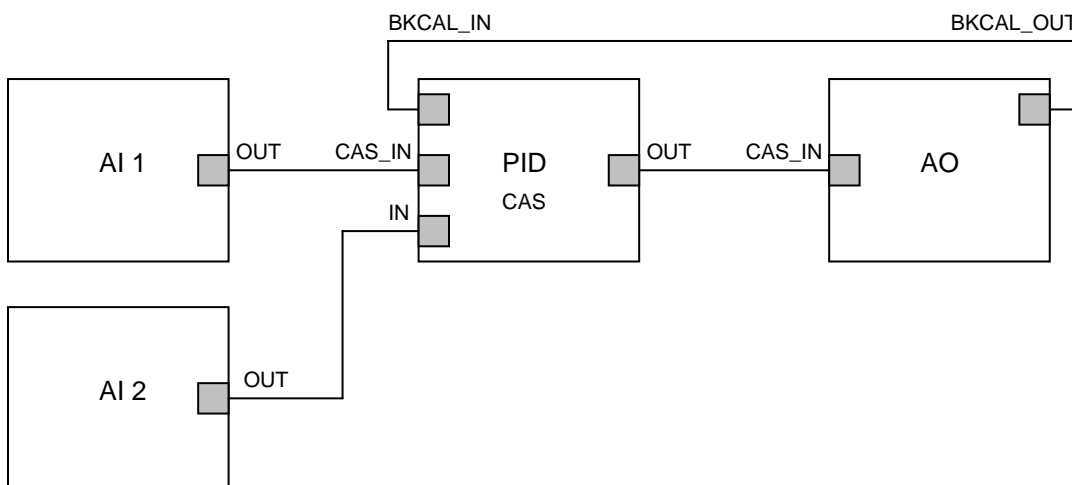 BKCAL_IN
BKCAL_OUT
AI 1
OUT
CAS_IN
PID
CAS
OUT
CAS_IN
AO
IN
AI 2
OUT